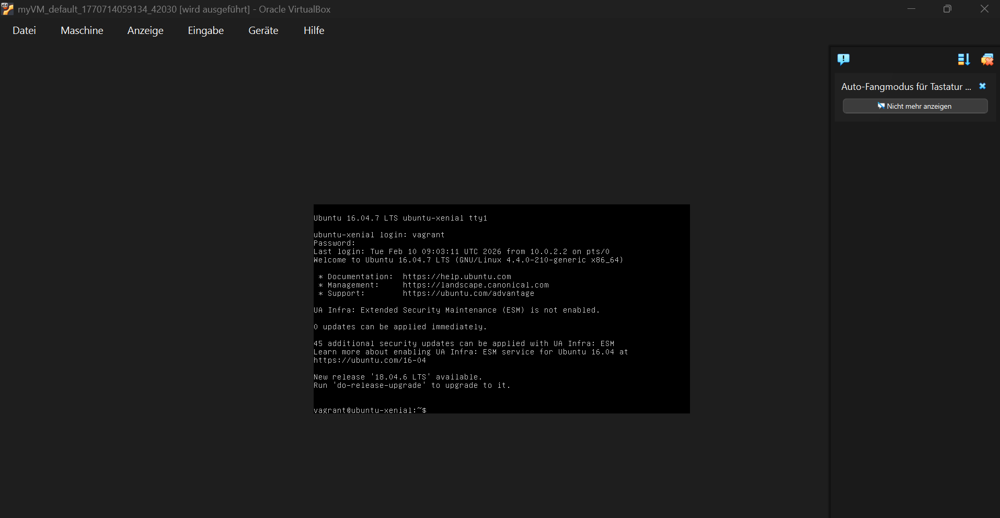 myVM_default_1770714059134_42030 [wird ausgeführt] - Oracle VirtualBox
Datei Maschine Anzeige Eingabe Geräte Hilfe
Auto-Fangmodus für Tastatur ...
Nicht mehr anzeigen
Ubuntu 16.04.7 LTS ubuntu-xenial tty1
ubuntu-xenial login: vagrant
Password:
Last login: Tue Feb 10 09:03:11 UTC 2026 from 10.0.2.2 on pts/0
Welcome to Ubuntu 16.04.7 LTS (GNU/Linux 4.4.0-210-generic x86_64)
* Documentation:  https://help.ubuntu.com
* Management:     https://landscape.canonical.com
* Support:        https://ubuntu.com/advantage
UA Infra: Extended Security Maintenance (ESM) is not enabled.
0 updates can be applied immediately.
45 additional security updates can be applied with UA Infra: ESM
Learn more about enabling UA Infra: ESM service for Ubuntu 16.04 at
https://ubuntu.com/16-04
New release '18.04.6 LTS' available.
Run 'do-release-upgrade' to upgrade to it.
vagrant@ubuntu-xenial:~$